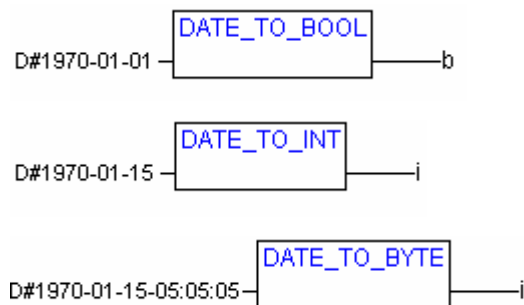 DATE_TO_BOOL
D#1970-01-01 b
DATE_TO_INT
D#1970-01-15 i
DATE_TO_BYTE
D#1970-01-15-05:05:05 i